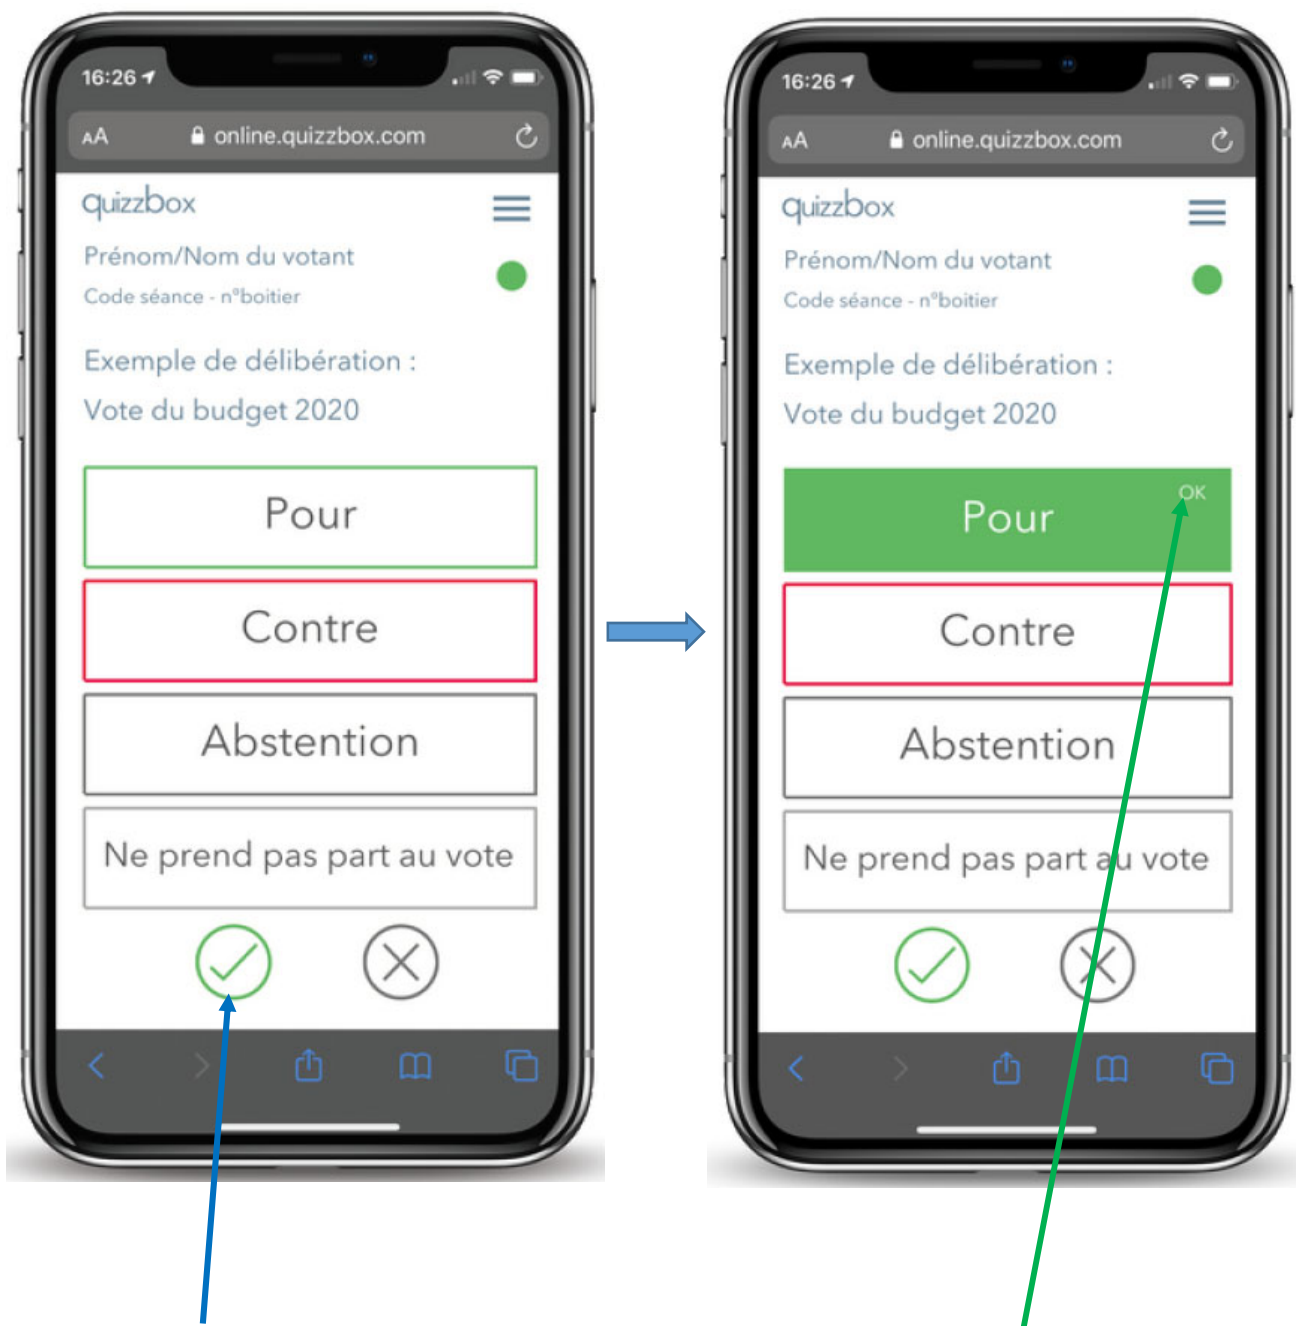 16:26
AA online.quizzbox.com
quizzbox
Prénom/Nom du votant
Code séance - n°boitier
Exemple de délibération :
Vote du budget 2020
Pour
Contre
Abstention
Ne prend pas part au vote
16:26
AA online.quizzbox.com
quizzbox
Prénom/Nom du votant
Code séance - n°boitier
Exemple de délibération :
Vote du budget 2020
OK
Pour
Contre
Abstention
Ne prend pas part au vote